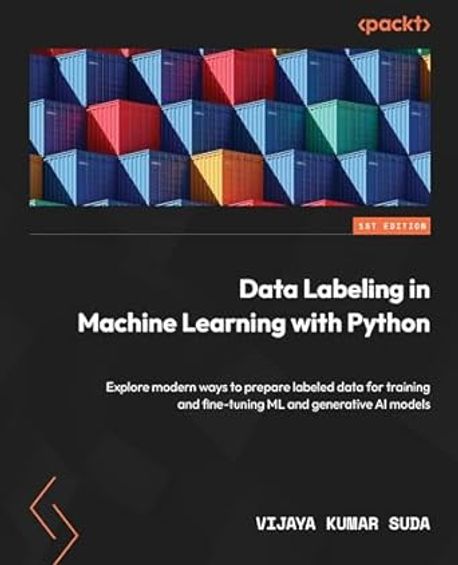 <packt>
1ST EDITION
Data Labeling in
Machine Learning with Python
Explore modern ways to prepare labeled data for training
and fine-tuning ML and generative AI models
VIJAYA KUMAR SUDA